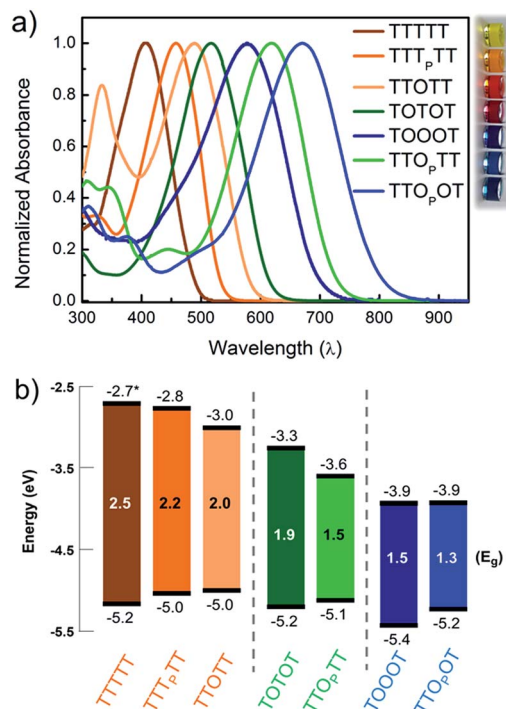 a)
Normalized Absorbance
1.0
0.8
0.6
0.4
0.2
0.0
300 400 500 600 700 800 900
Wavelength (λ)
TTTTT
TTTPTT
TTOTT
TOTOT
TOOOT
TTOPTT
TTOPOT
b)
Energy (eV)
-2.5
-3.5
-4.5
-5.5
-2.7* -2.8 -3.0 -3.3 -3.6 -3.9 -3.9
2.5 2.2 2.0 1.9 1.5 1.5 1.3 (Eg)
-5.2 -5.0 -5.0 -5.2 -5.1 -5.4 -5.2
TTTTT TTTPTT TTOTT TOTOT TTOPTT TOOOT TTOPOT